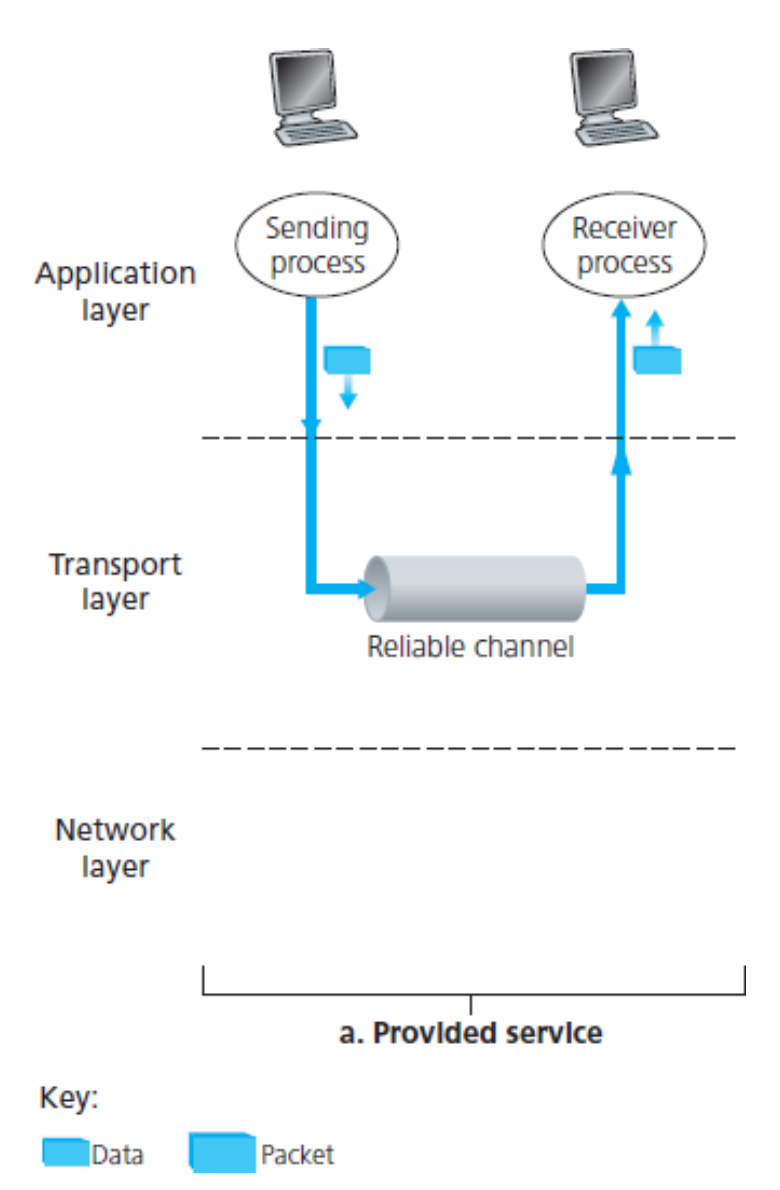 Sending
process
Receiver
process
Application
layer
Transport
layer
Reliable channel
Network
layer
a. Provided service
Key:
Data
Packet